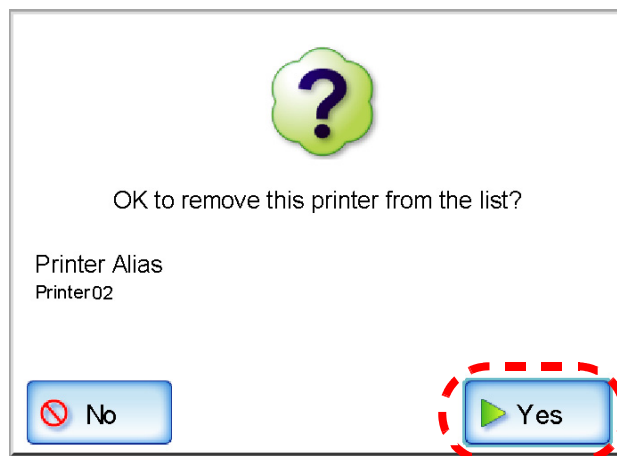 ?
OK to remove this printer from the list?
Printer Alias
Printer02
No
Yes